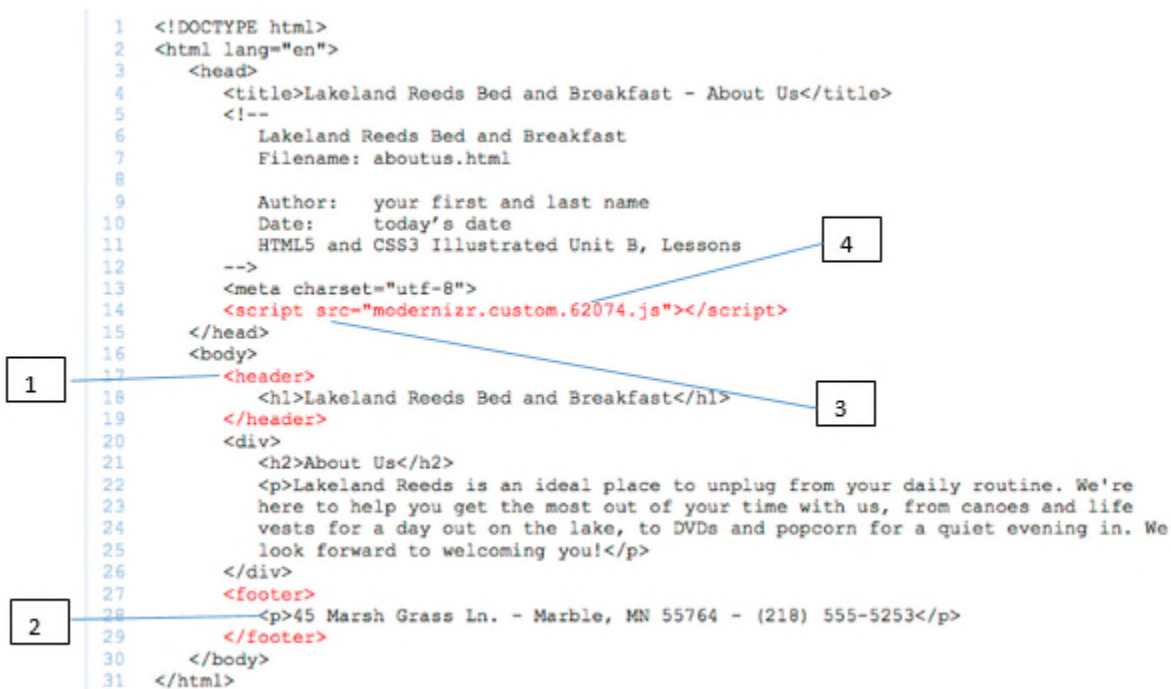 1 <!DOCTYPE html>
2 <html lang="en">
3 <head>
4 <title>Lakeland Reeds Bed and Breakfast - About Us</title>
5 <!--
6 Lakeland Reeds Bed and Breakfast
7 Filename: aboutus.html
8
9 Author: your first and last name
10 Date: today's date
11 HTML5 and CSS3 Illustrated Unit B, Lessons
4
12 -->
13 <meta charset="utf-8">
14 <script src="modernizr.custom.62074.js"></script>
15 </head>
16 <body>
1
17 <header>
18 <h1>Lakeland Reeds Bed and Breakfast</h1>
3
19 </header>
20 <div>
21 <h2>About Us</h2>
22 <p>Lakeland Reeds is an ideal place to unplug from your daily routine. We're
23 here to help you get the most out of your time with us, from canoes and life
24 vests for a day out on the lake, to DVDs and popcorn for a quiet evening in. We
25 look forward to welcoming you!</p>
26 </div>
27 <footer>
2
28 <p>45 Marsh Grass Ln. - Marble, MN 55764 - (218) 555-5253</p>
29 </footer>
30 </body>
31 </html>